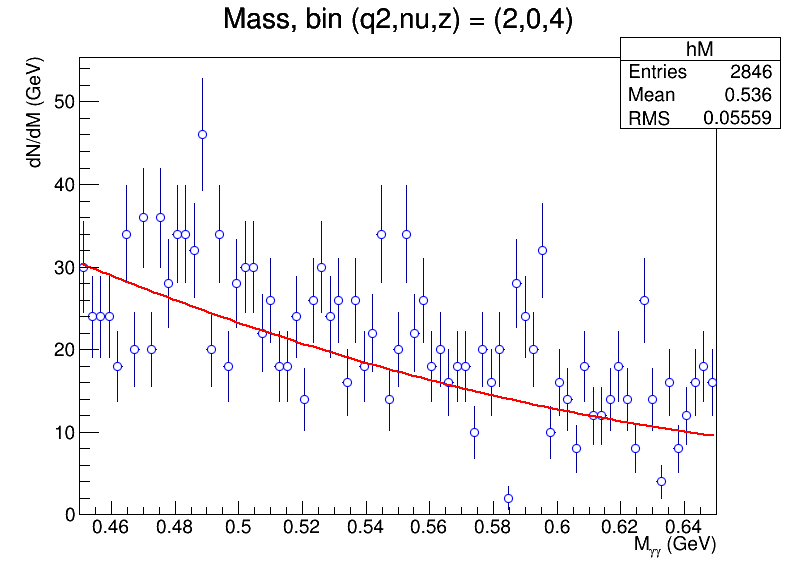 Mass, bin (q2,nu,z) = (2,0,4)
hM
Entries 2846
Mean 0.536
RMS 0.05559
dN/dM (GeV)
50
40
30
20
10
0
0.46 0.48 0.5 0.52 0.54 0.56 0.58 0.6 0.62 0.64
Mγγ (GeV)